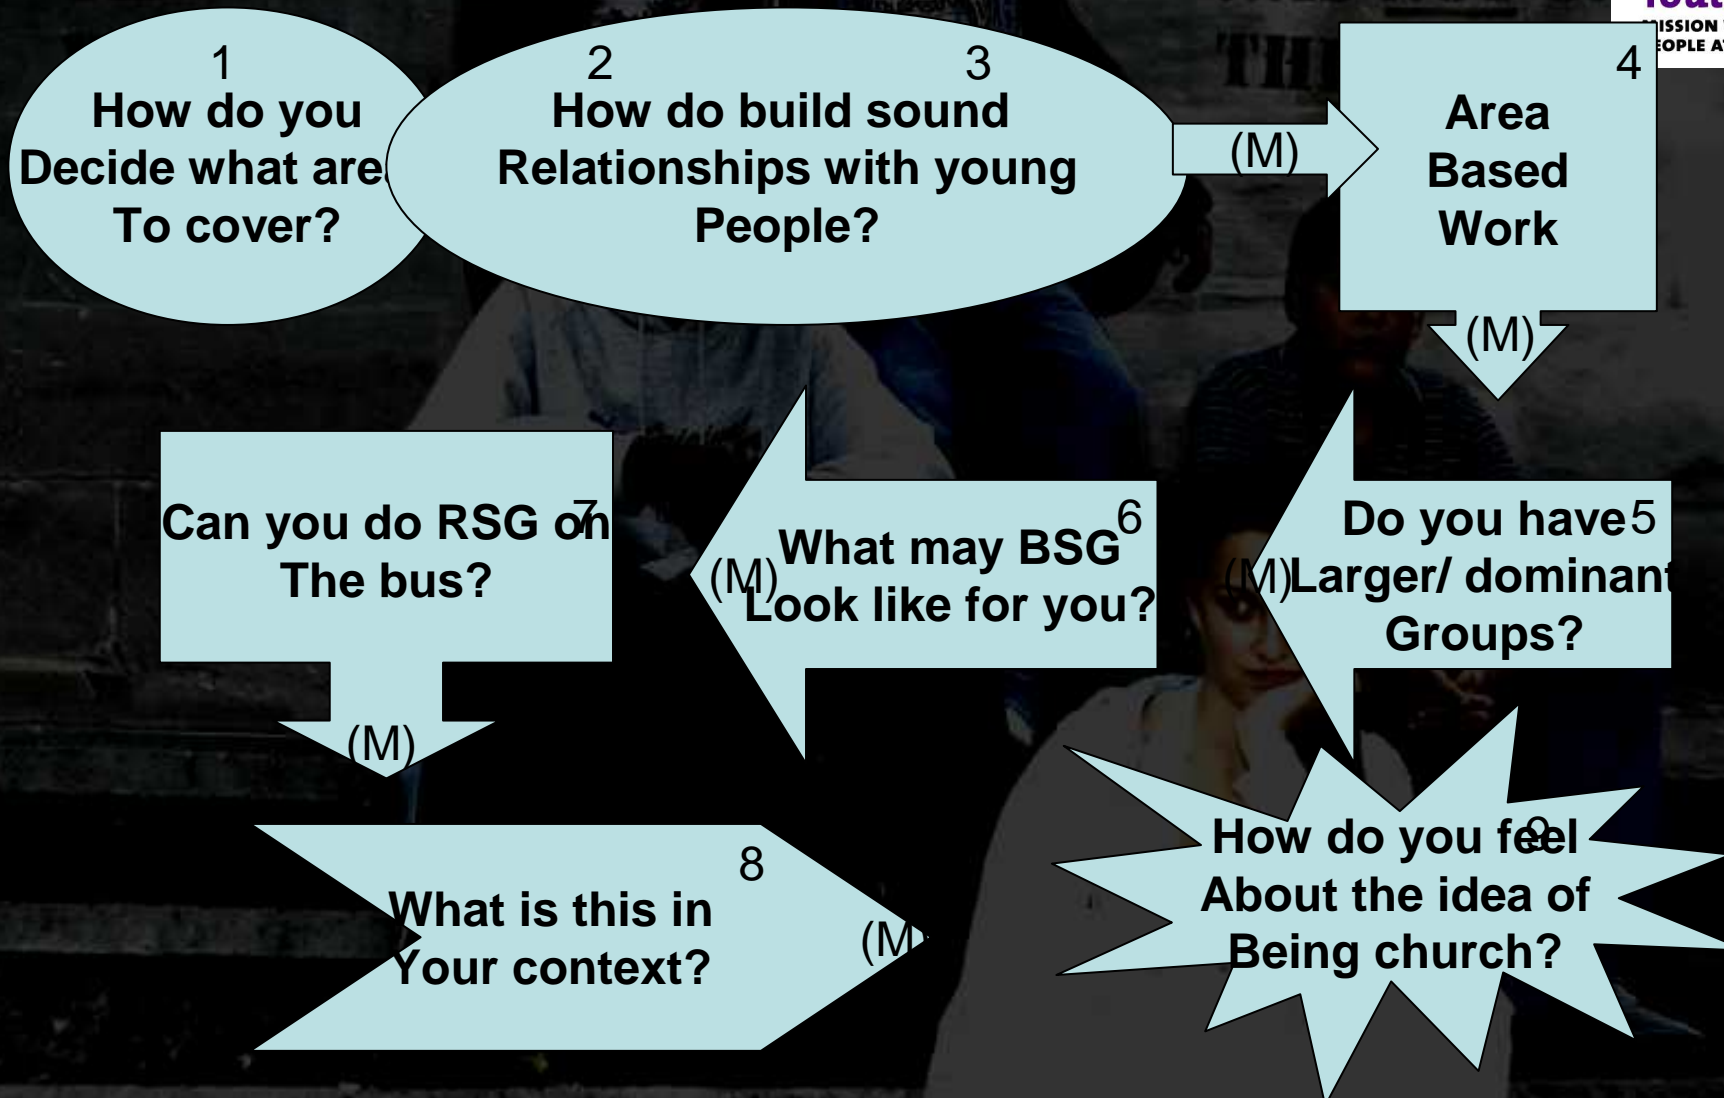 1
How do you
Decide what are
To cover?
2 3
How do build sound
Relationships with young
People?
(M)
4
Area
Based
Work
(M)
5
Do you have
Larger/ dominant
Groups?
(M)
6
What may BSG
Look like for you?
(M)
7
Can you do RSG on
The bus?
(M)
8
What is this in
Your context?
(M)
9
How do you feel
About the idea of
Being church?
MISSION
PEOPLE